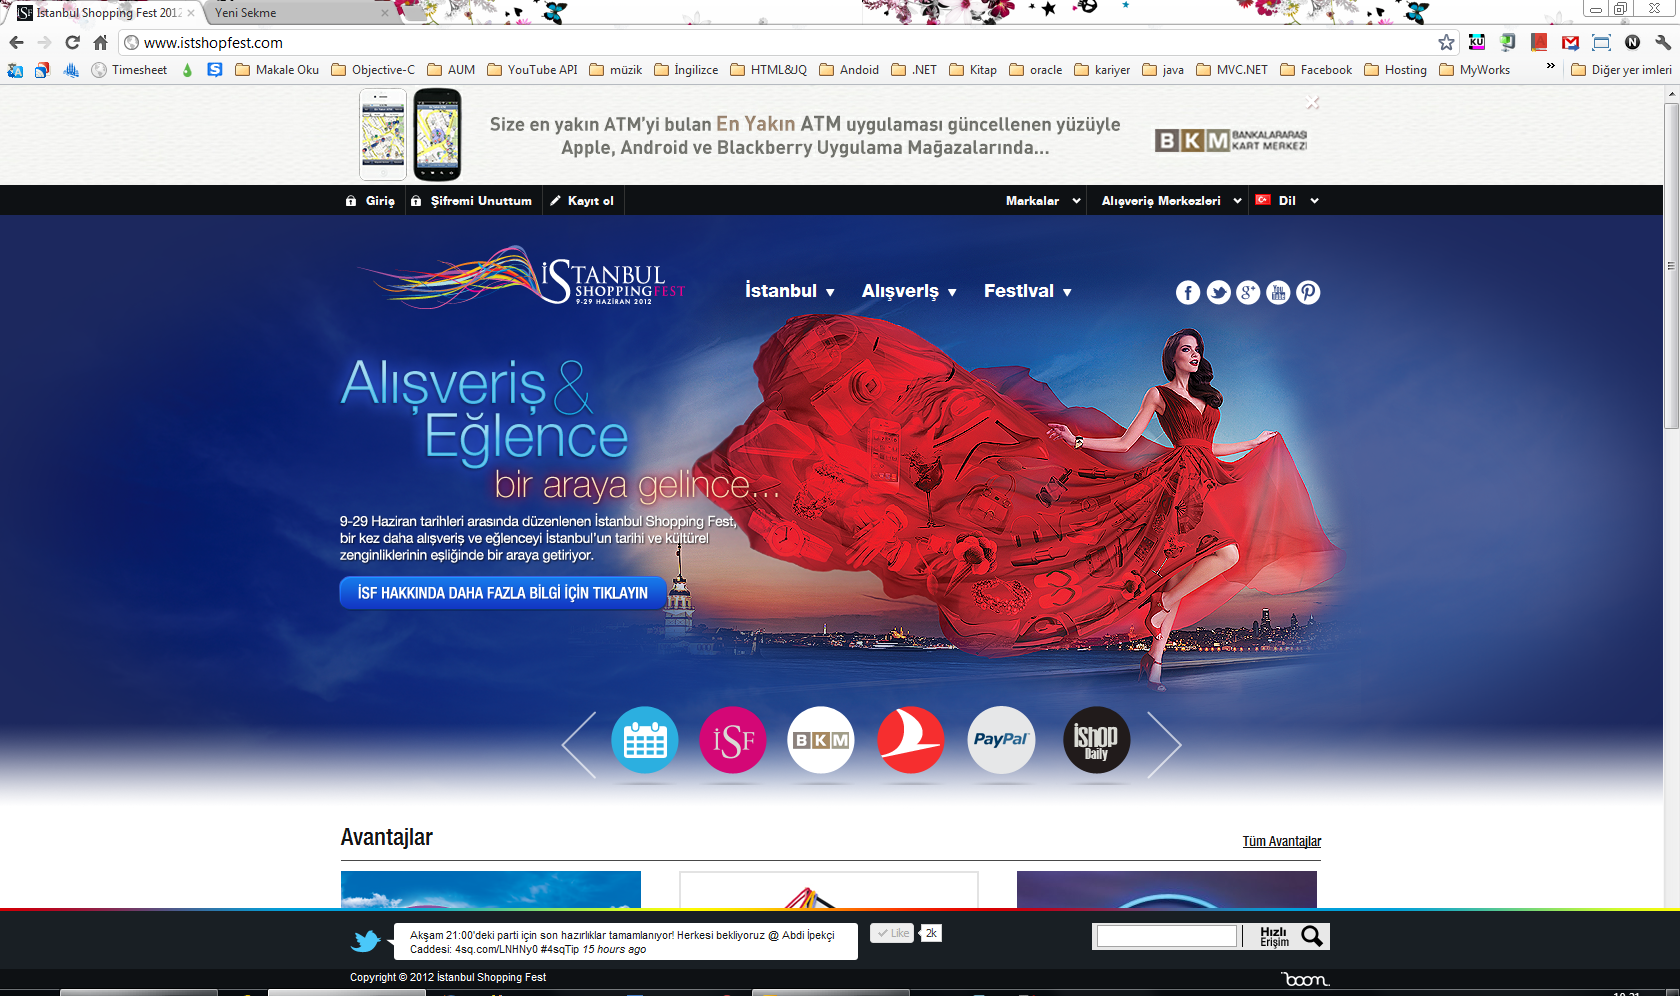 İstanbul Shopping Fest 2012
Yeni Sekme
www.istshopfest.com
KU
N
Timesheet
S
Makale Oku
Objective-C
AUM
YouTube API
müzik
İngilizce
HTML&JQ
Andoid
.NET
Kitap
oracle
kariyer
java
MVC.NET
Facebook
Hosting
MyWorks
»
Diğer yer imleri
Size en yakın ATM'yi bulan En Yakın ATM uygulaması güncellenen yüzüyle
Apple, Android ve Blackberry Uygulama Mağazalarında...
BKM BANKALARARASI
KART MERKEZİ
Giriş
Şifremi Unuttum
Kayıt ol
Markalar
Alışveriş Merkezleri
Dil
İSTANBUL
SHOPPINGFEST
9-29 HAZİRAN 2012
İstanbul
Alışveriş
Festival
Alışveriş&
Eğlence
bir araya gelince...
9-29 Haziran tarihleri arasında düzenlenen İstanbul Shopping Fest,
bir kez daha alışveriş ve eğlenceyi İstanbul'un tarihi ve kültürel
zenginliklerinin eşliğinde bir araya getiriyor.
İSF HAKKINDA DAHA FAZLA BİLGİ İÇİN TIKLAYIN
İSF
BKM
PayPal
ishop
Daily
Avantajlar
Tüm Avantajlar
Akşam 21:00'deki parti için son hazırlıklar tamamlanıyor! Herkesi bekliyoruz @ Abdi İpekçi
Caddesi: 4sq.com/LNHNy0 #4sqTip 15 hours ago
Like
2k
Hızlı
Erişim
Copyright © 2012 İstanbul Shopping Fest
boom